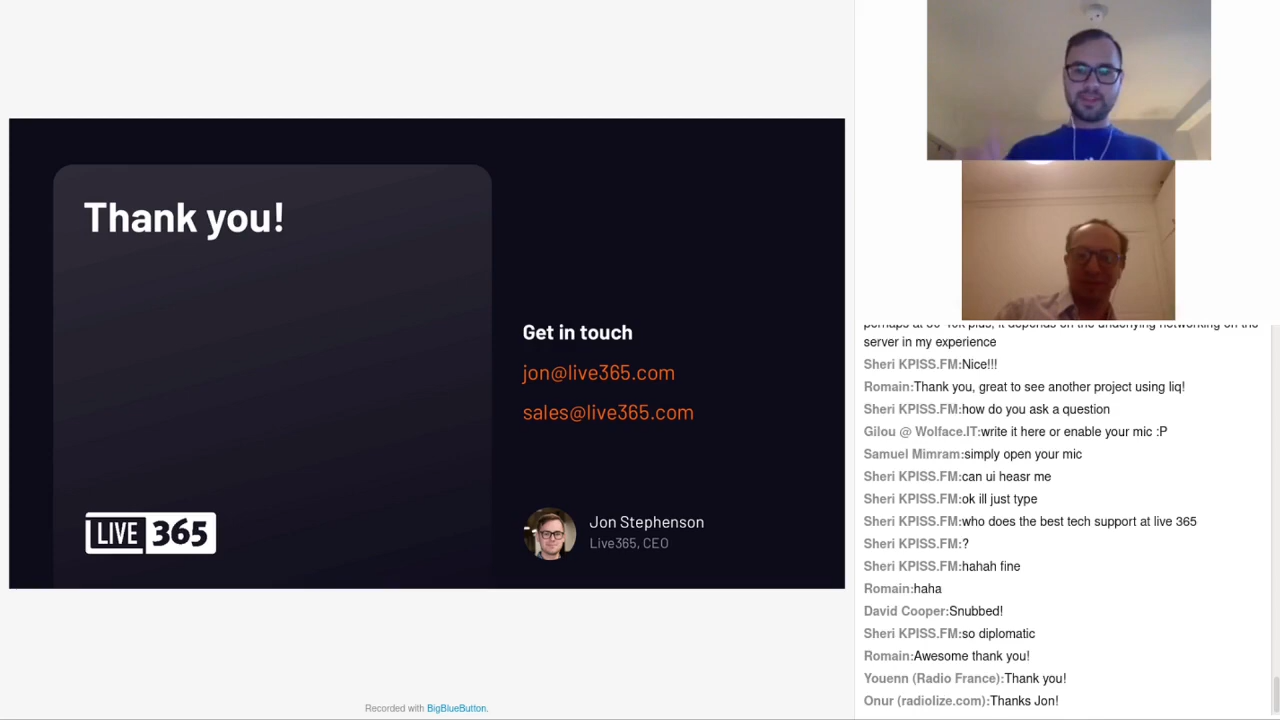 Thank you!
Get in touch
jon@live365.com
sales@live365.com
LIVE 365
Jon Stephenson
Live365, CEO
Recorded with BigBlueButton.
server in my experience
Sheri KPISS.FM:Nice!!!
Romain:Thank you, great to see another project using liq!
Sheri KPISS.FM:how do you ask a question
Gilou @ Wolface.IT:write it here or enable your mic :P
Samuel Mimram:simply open your mic
Sheri KPISS.FM:can ui heasr me
Sheri KPISS.FM:ok ill just type
Sheri KPISS.FM:who does the best tech support at live 365
Sheri KPISS.FM:?
Sheri KPISS.FM:hahah fine
Romain:haha
David Cooper:Snubbed!
Sheri KPISS.FM:so diplomatic
Romain:Awesome thank you!
Youenn (Radio France):Thank you!
Onur (radiolize.com):Thanks Jon!